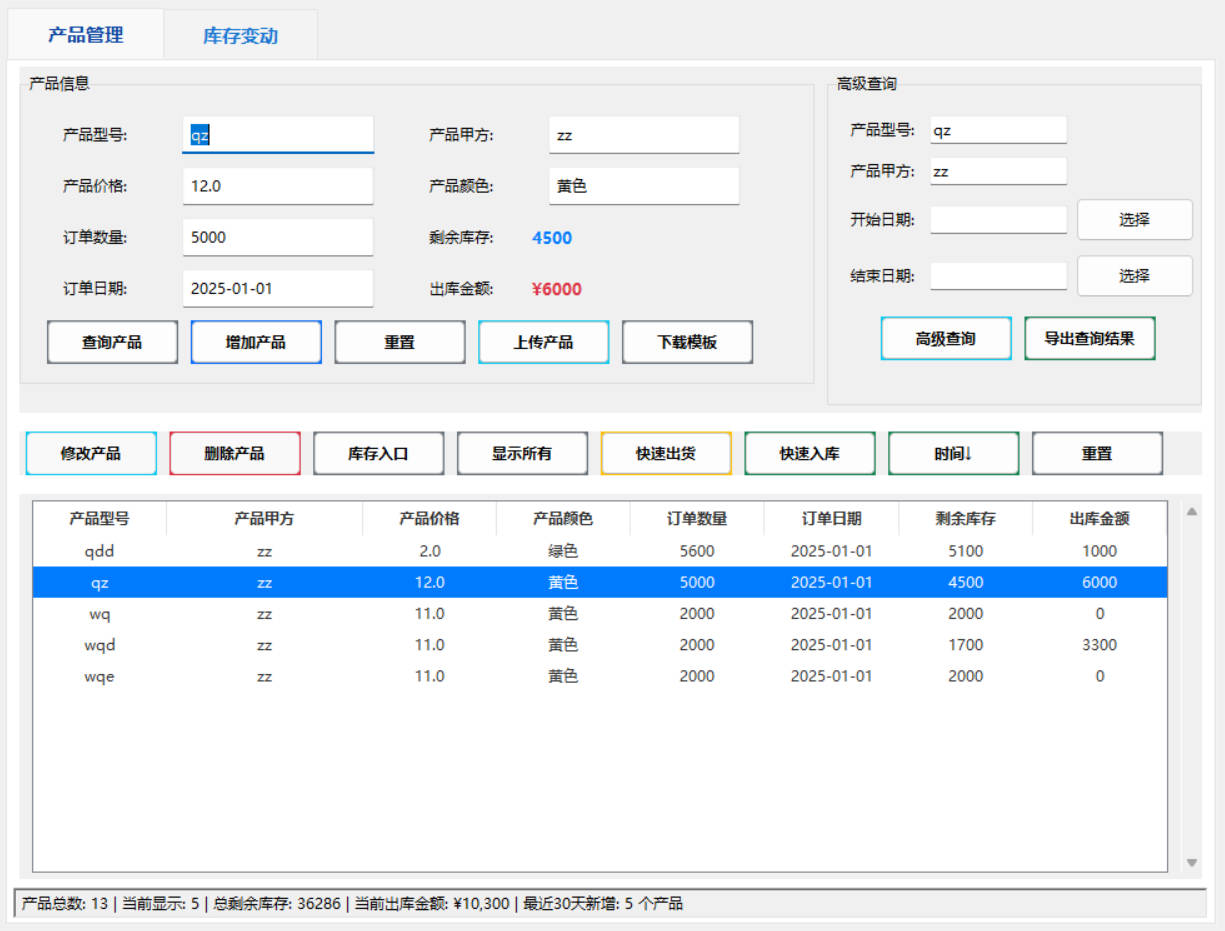 产品管理 库存变动
产品信息
产品型号: qz 产品甲方: zz
产品价格: 12.0 产品颜色: 黄色
订单数量: 5000 剩余库存: 4500
订单日期: 2025-01-01 出库金额: ¥6000
查询产品 增加产品 重置 上传产品 下载模板
高级查询
产品型号: qz
产品甲方: zz
开始日期: 选择
结束日期: 选择
高级查询 导出查询结果
修改产品 删除产品 库存入口 显示所有 快速出货 快速入库 时间↓ 重置
产品型号 产品甲方 产品价格 产品颜色 订单数量 订单日期 剩余库存 出库金额
qdd zz 2.0 绿色 5600 2025-01-01 5100 1000
qz zz 12.0 黄色 5000 2025-01-01 4500 6000
wq zz 11.0 黄色 2000 2025-01-01 2000 0
wqd zz 11.0 黄色 2000 2025-01-01 1700 3300
wqe zz 11.0 黄色 2000 2025-01-01 2000 0
产品总数: 13 | 当前显示: 5 | 总剩余库存: 36286 | 当前出库金额: ¥10,300 | 最近30天新增: 5 个产品